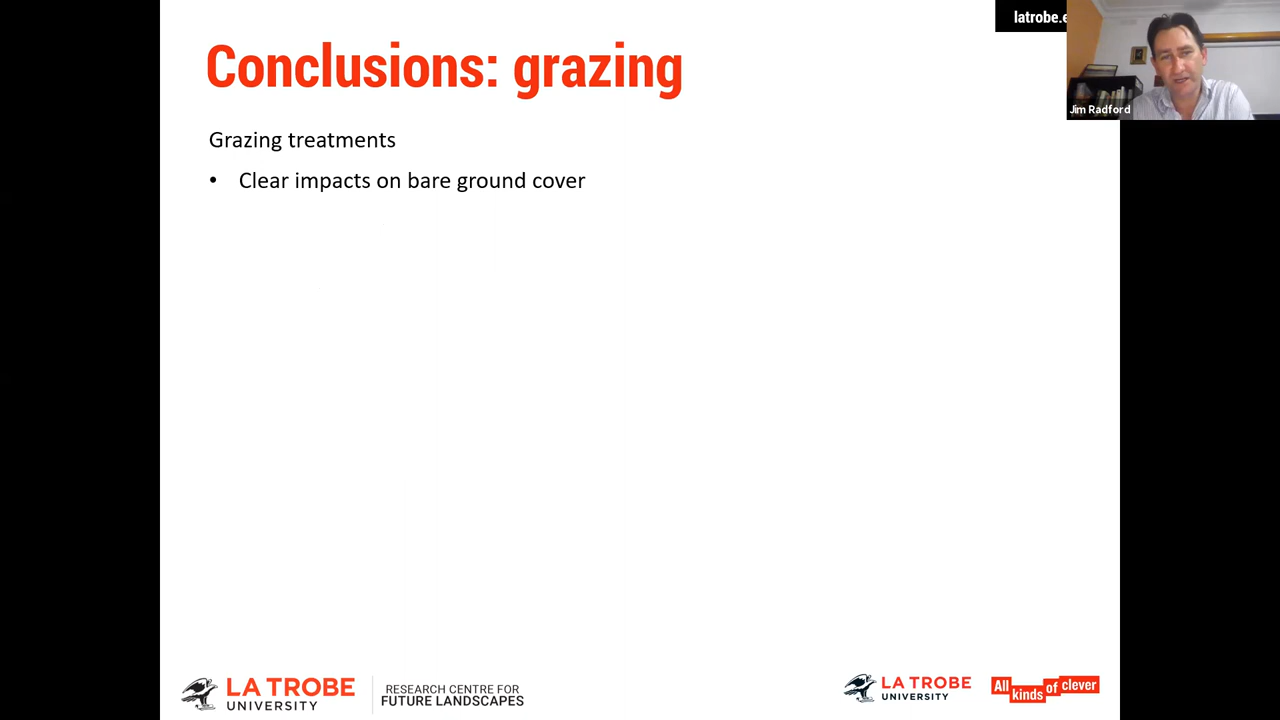 latrobe.e
Jim Radford
Conclusions: grazing
Grazing treatments
• Clear impacts on bare ground cover
LA TROBE
UNIVERSITY
RESEARCH CENTRE FOR
FUTURE LANDSCAPES
LA TROBE
UNIVERSITY
All kinds of clever